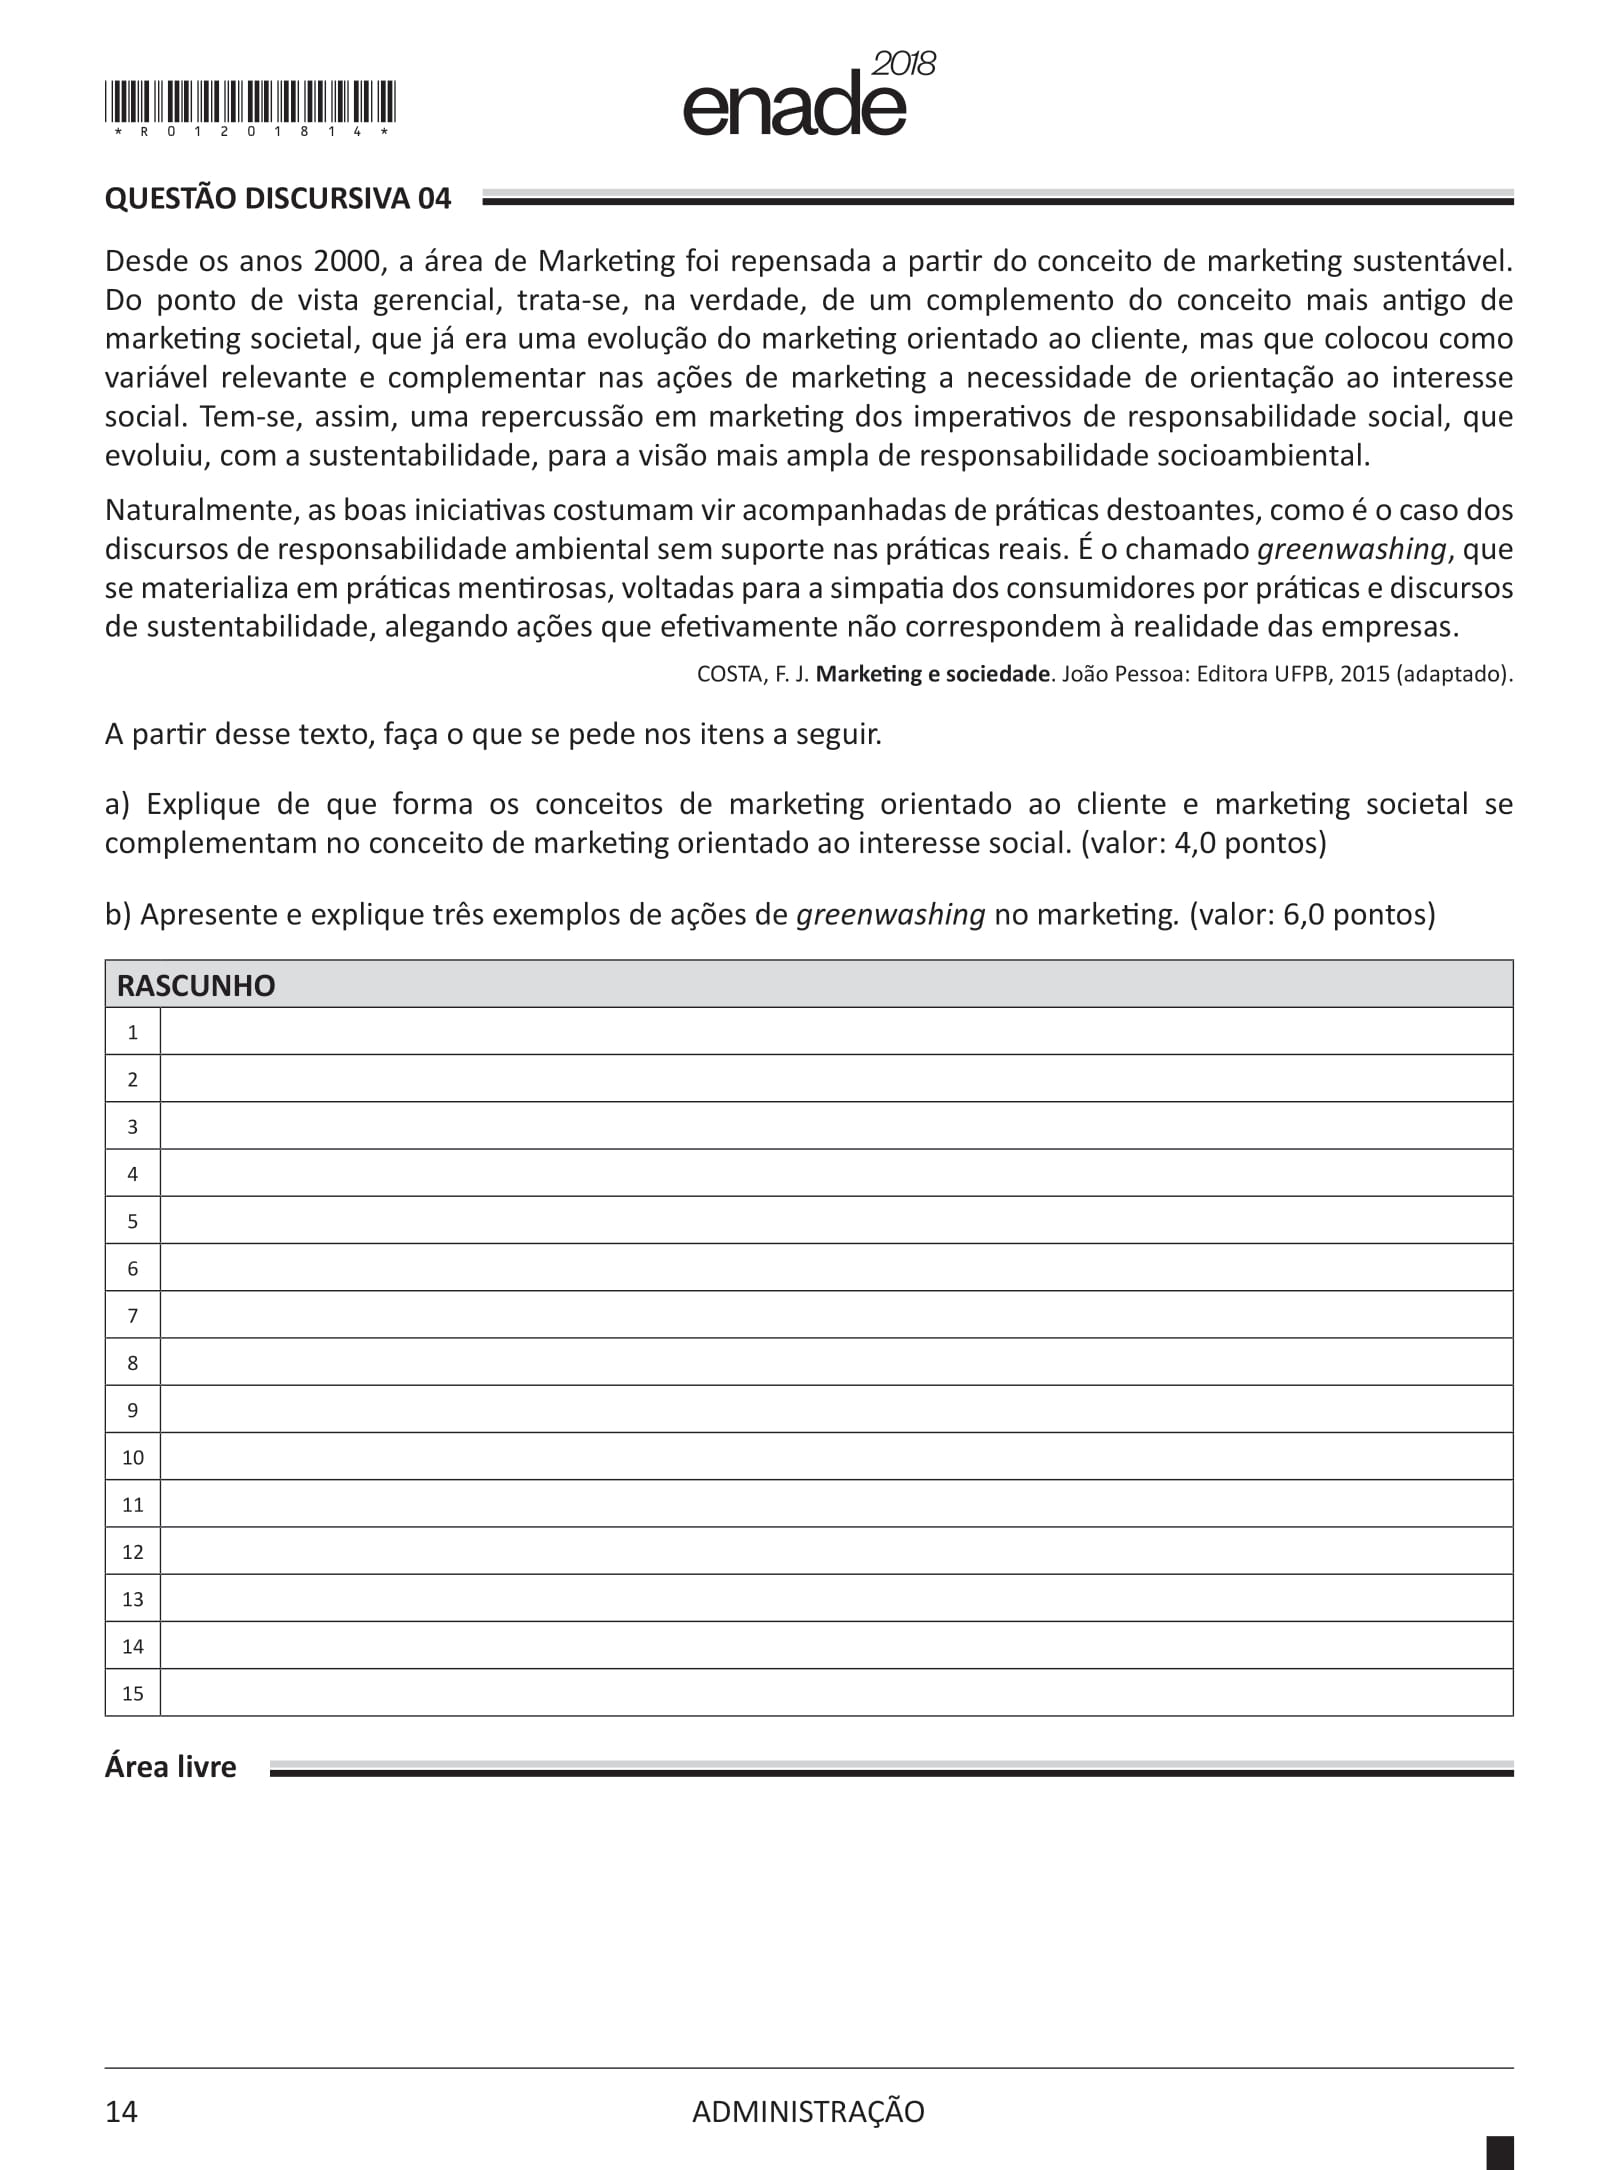 2018
enade
* R 0 1 2 0 1 8 1 4 *
QUESTÃO DISCURSIVA 04
Desde os anos 2000, a área de Marketing foi repensada a partir do conceito de marketing sustentável.
Do ponto de vista gerencial, trata-se, na verdade, de um complemento do conceito mais antigo de
marketing societal, que já era uma evolução do marketing orientado ao cliente, mas que colocou como
variável relevante e complementar nas ações de marketing a necessidade de orientação ao interesse
social. Tem-se, assim, uma repercussão em marketing dos imperativos de responsabilidade social, que
evoluiu, com a sustentabilidade, para a visão mais ampla de responsabilidade socioambiental.
Naturalmente, as boas iniciativas costumam vir acompanhadas de práticas destoantes, como é o caso dos
discursos de responsabilidade ambiental sem suporte nas práticas reais. É o chamado greenwashing, que
se materializa em práticas mentirosas, voltadas para a simpatia dos consumidores por práticas e discursos
de sustentabilidade, alegando ações que efetivamente não correspondem à realidade das empresas.
COSTA, F. J. Marketing e sociedade. João Pessoa: Editora UFPB, 2015 (adaptado).
A partir desse texto, faça o que se pede nos itens a seguir.
a) Explique de que forma os conceitos de marketing orientado ao cliente e marketing societal se
complementam no conceito de marketing orientado ao interesse social. (valor: 4,0 pontos)
b) Apresente e explique três exemplos de ações de greenwashing no marketing. (valor: 6,0 pontos)
RASCUNHO
1
2
3
4
5
6
7
8
9
10
11
12
13
14
15
Área livre
14
ADMINISTRAÇÃO